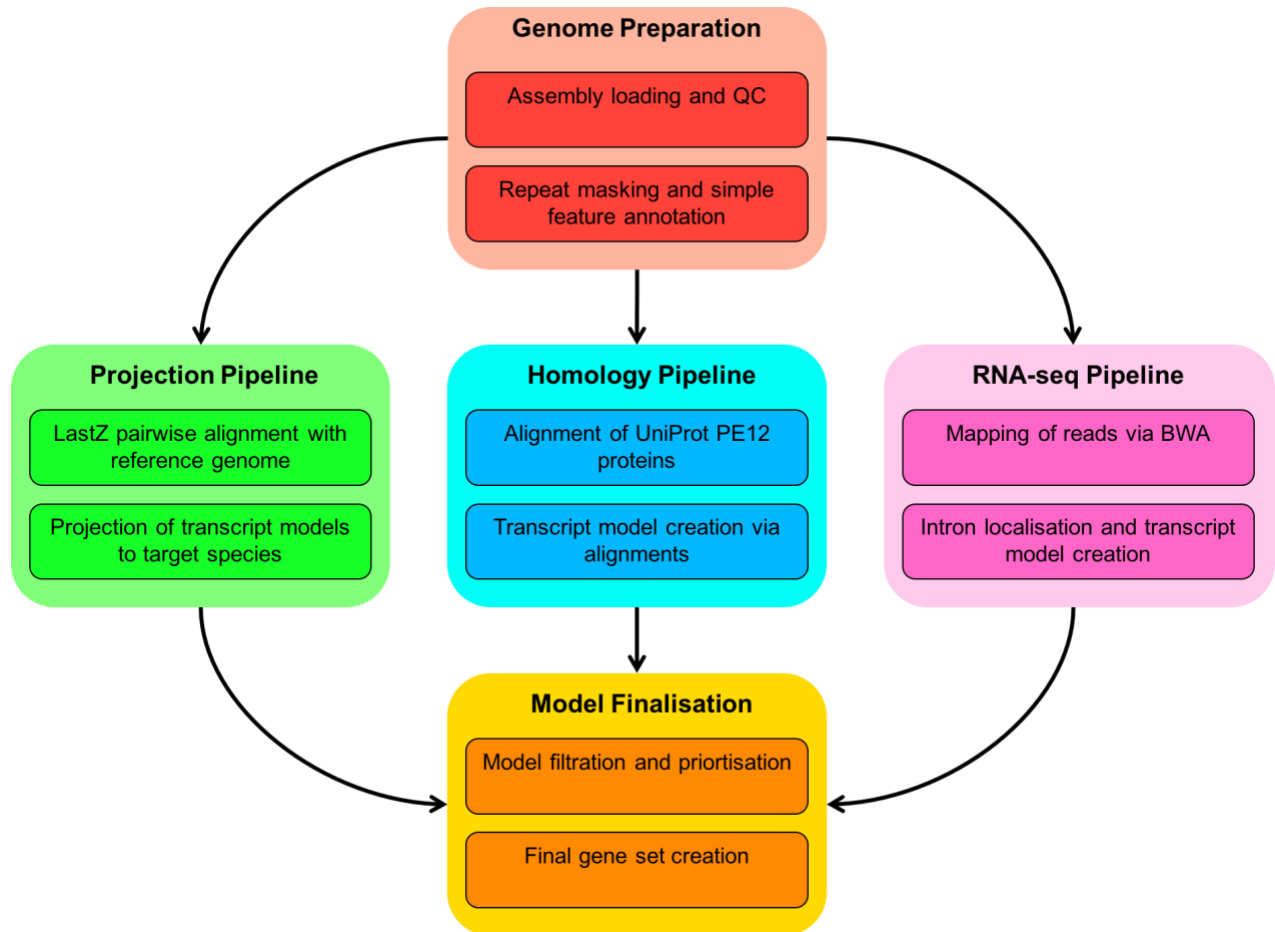 Genome Preparation
Assembly loading and QC
Repeat masking and simple
feature annotation
Projection Pipeline
LastZ pairwise alignment with
reference genome
Projection of transcript models
to target species
Homology Pipeline
Alignment of UniProt PE12
proteins
Transcript model creation via
alignments
RNA-seq Pipeline
Mapping of reads via BWA
Intron localisation and transcript
model creation
Model Finalisation
Model filtration and priortisation
Final gene set creation